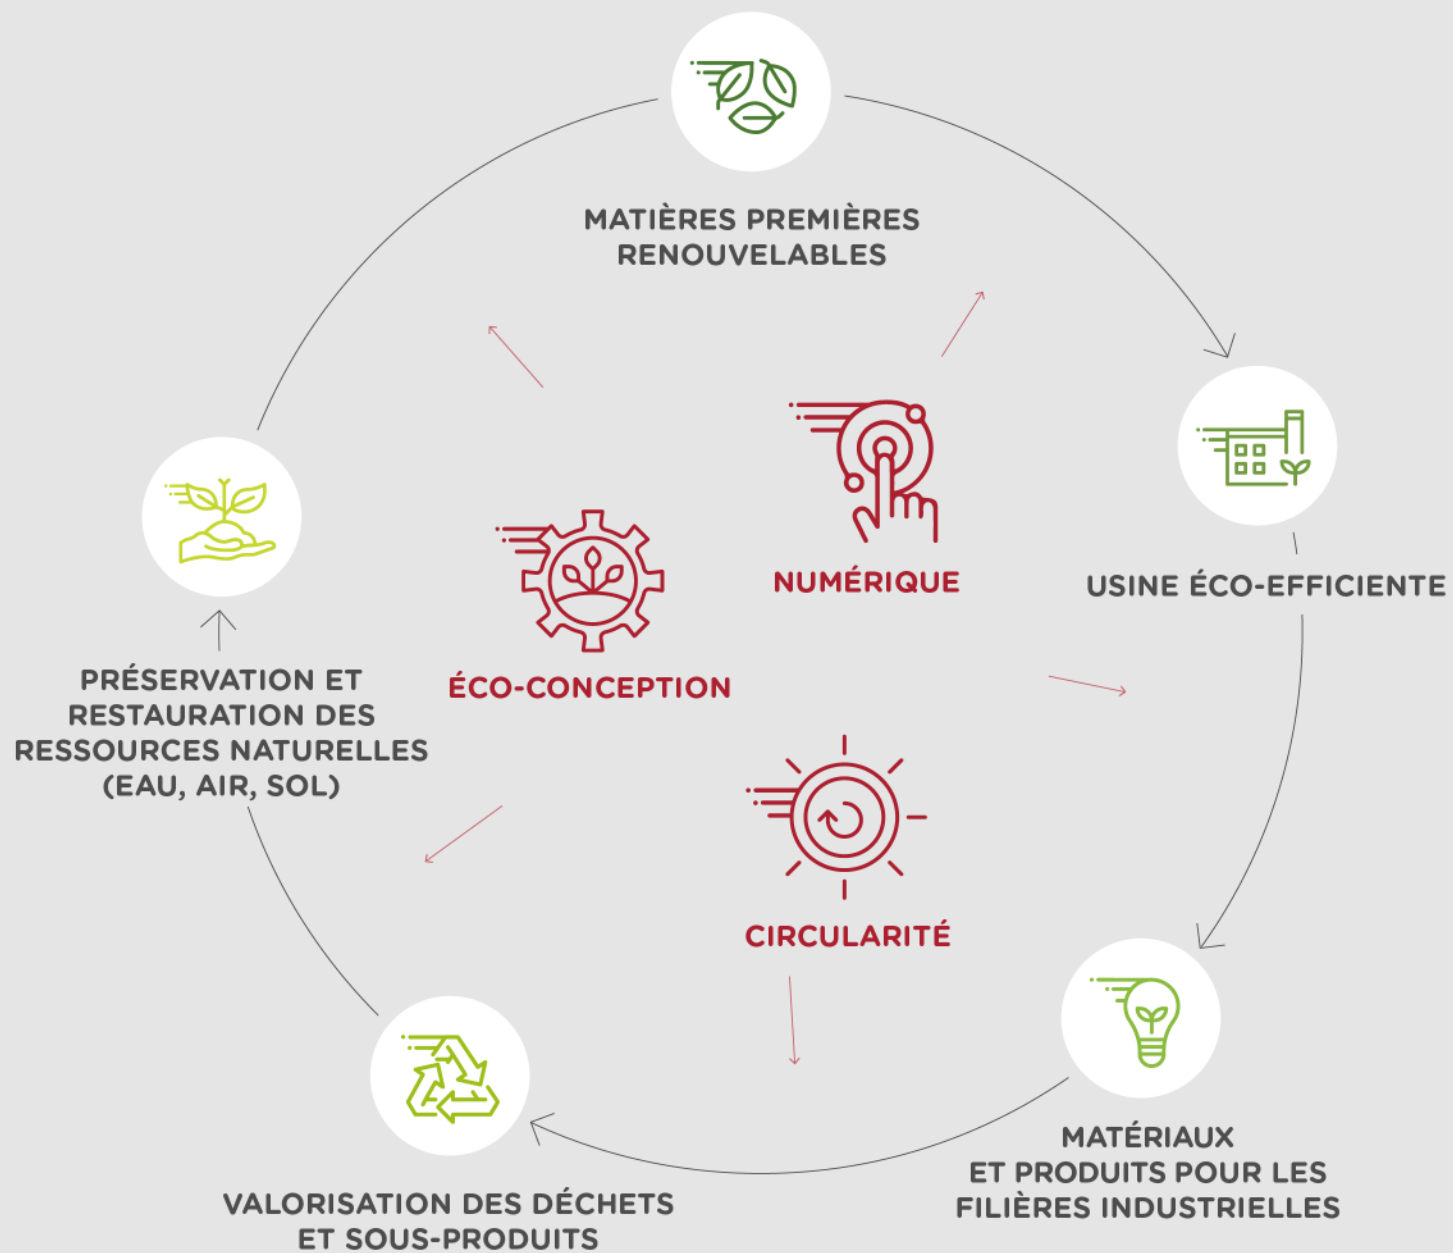 MATIÈRES PREMIÈRES
RENOUVELABLES
NUMÉRIQUE
USINE ÉCO-EFFICIENTE
ÉCO-CONCEPTION
PRÉSERVATION ET
RESTAURATION DES
RESSOURCES NATURELLES
(EAU, AIR, SOL)
CIRCULARITÉ
MATÉRIAUX
ET PRODUITS POUR LES
FILIÈRES INDUSTRIELLES
VALORISATION DES DÉCHETS
ET SOUS-PRODUITS